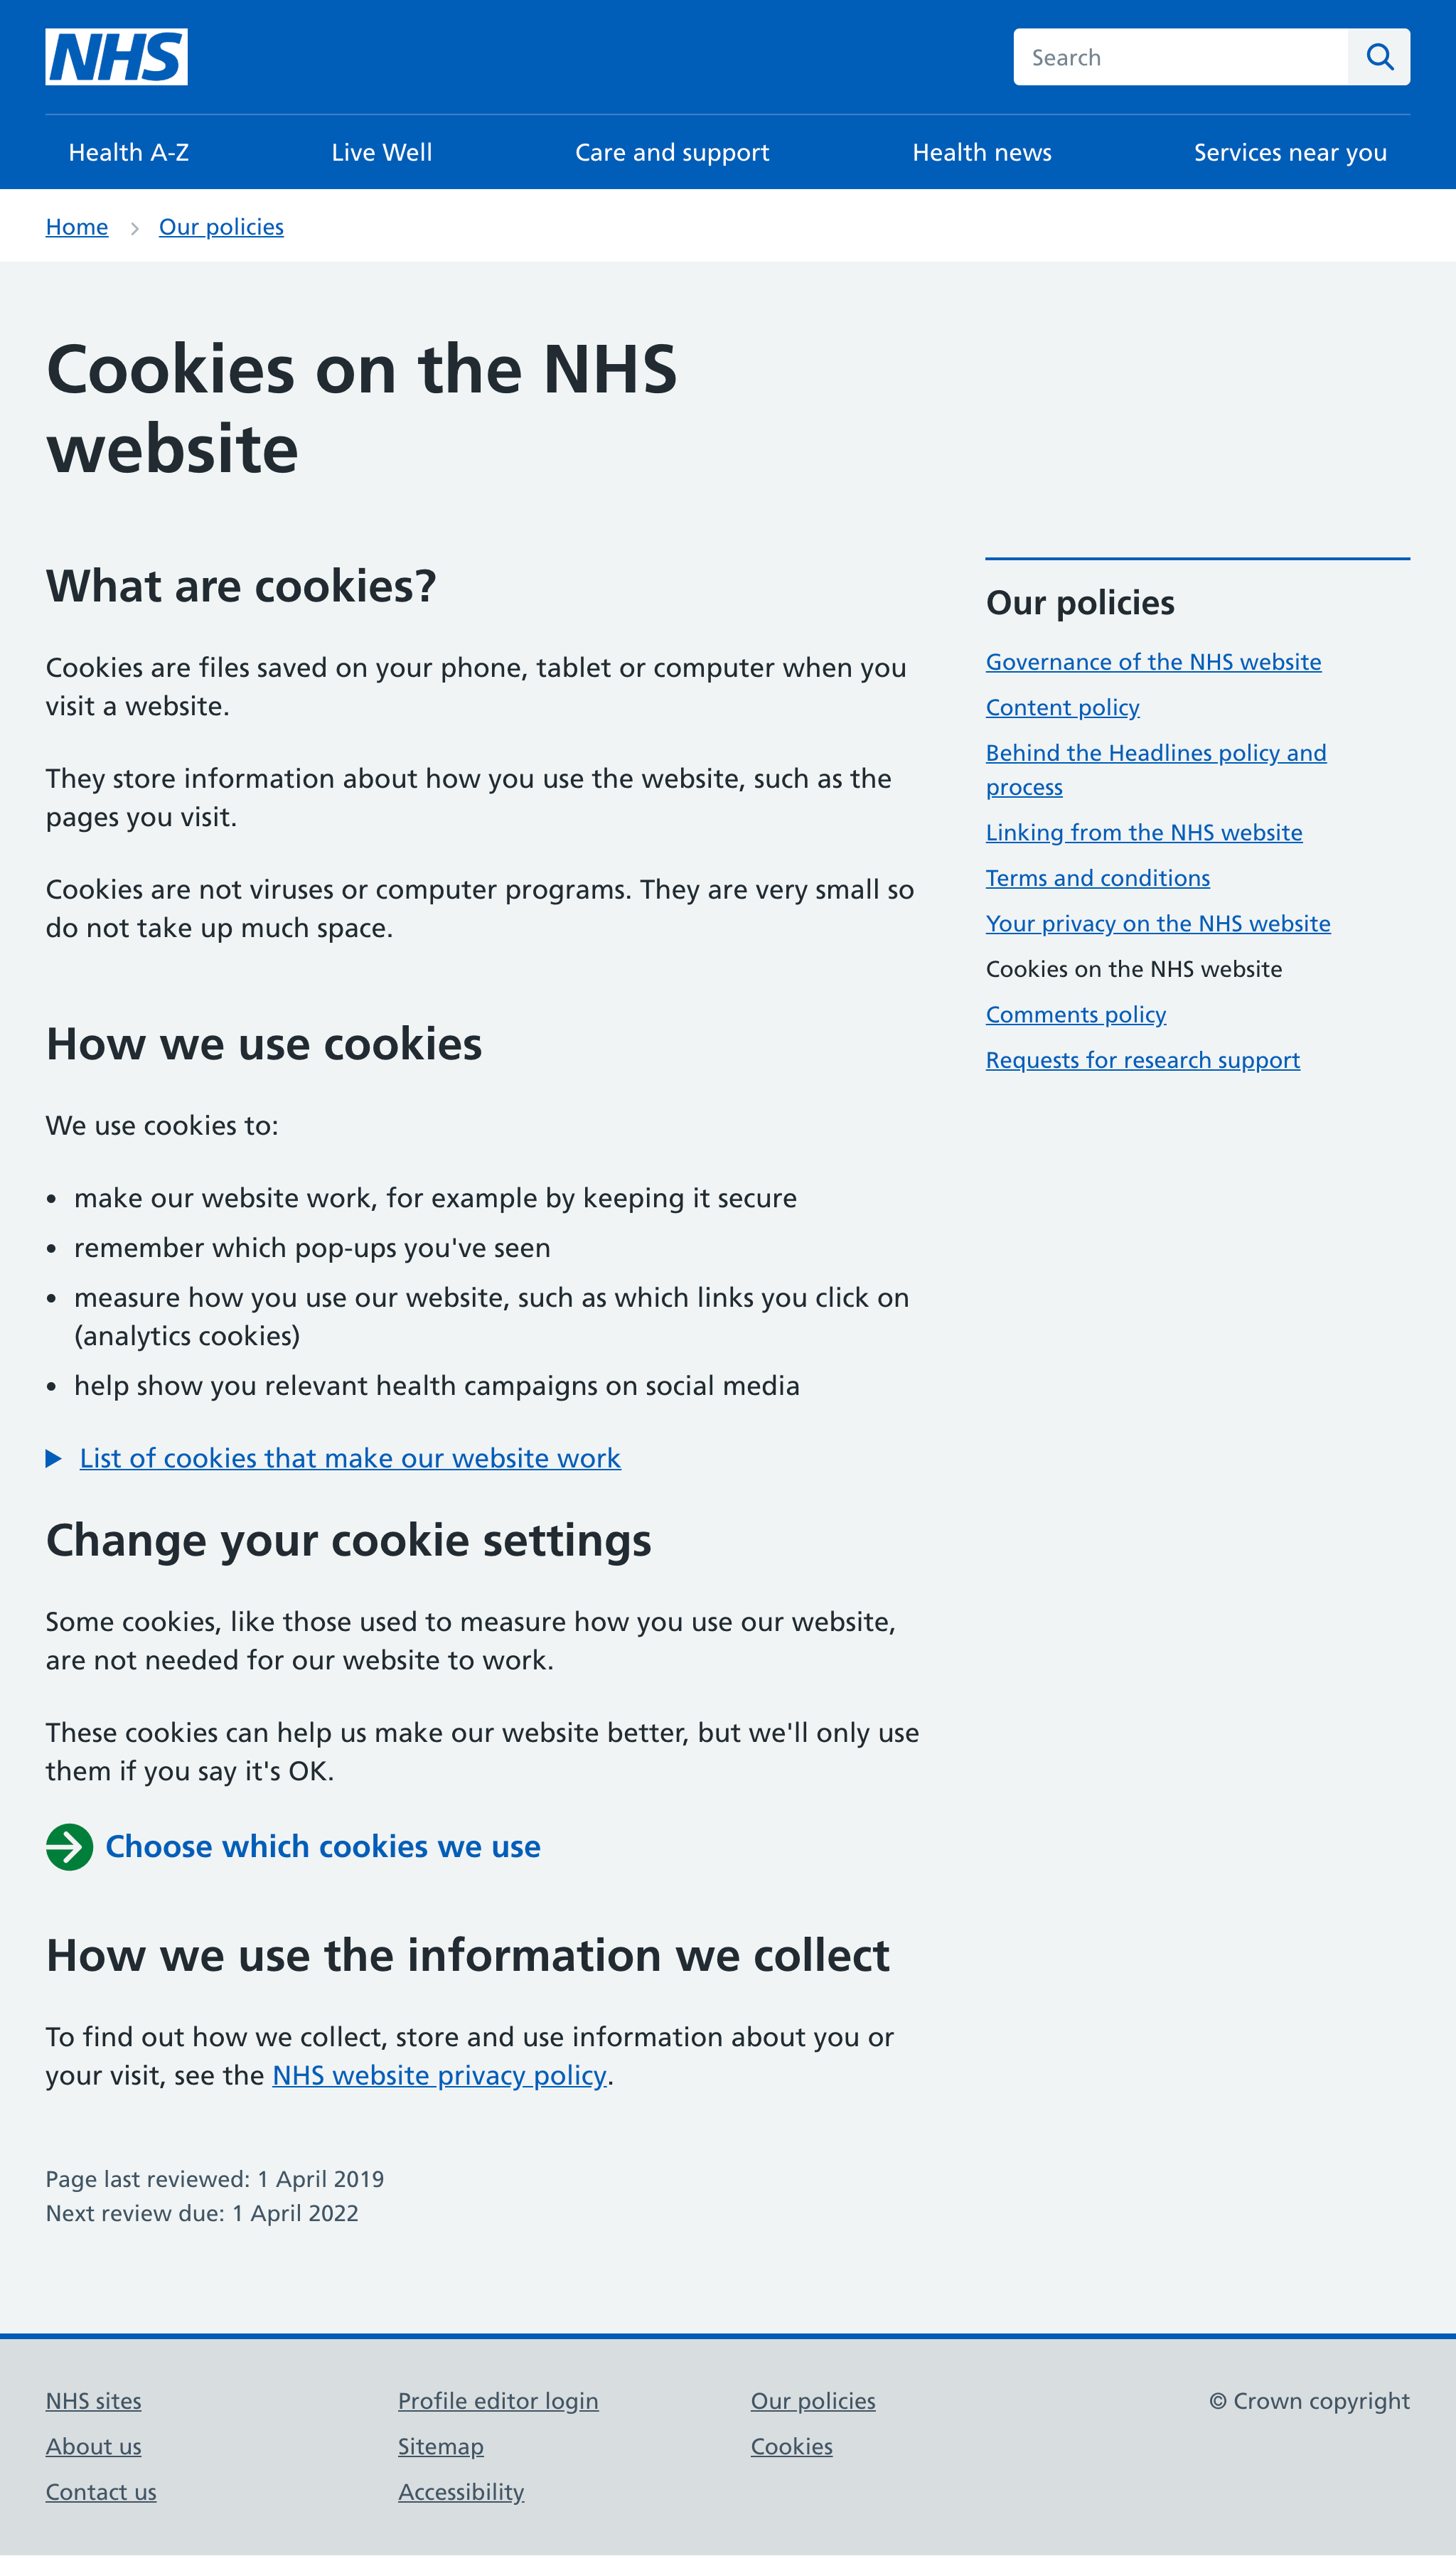 NHS
Search
Health A-Z
Live Well
Care and support
Health news
Services near you
Home
Our policies
Cookies on the NHS
website
What are cookies?
Cookies are files saved on your phone, tablet or computer when you
visit a website.
They store information about how you use the website, such as the
pages you visit.
Cookies are not viruses or computer programs. They are very small so
do not take up much space.
How we use cookies
We use cookies to:
• make our website work, for example by keeping it secure
• remember which pop-ups you've seen
• measure how you use our website, such as which links you click on
(analytics cookies)
• help show you relevant health campaigns on social media
List of cookies that make our website work
Change your cookie settings
Some cookies, like those used to measure how you use our website,
are not needed for our website to work.
These cookies can help us make our website better, but we'll only use
them if you say it's OK.
Choose which cookies we use
How we use the information we collect
To find out how we collect, store and use information about you or
your visit, see the NHS website privacy policy.
Page last reviewed: 1 April 2019
Next review due: 1 April 2022
Our policies
Governance of the NHS website
Content policy
Behind the Headlines policy and
process
Linking from the NHS website
Terms and conditions
Your privacy on the NHS website
Cookies on the NHS website
Comments policy
Requests for research support
NHS sites
About us
Contact us
Profile editor login
Sitemap
Accessibility
Our policies
Cookies
© Crown copyright